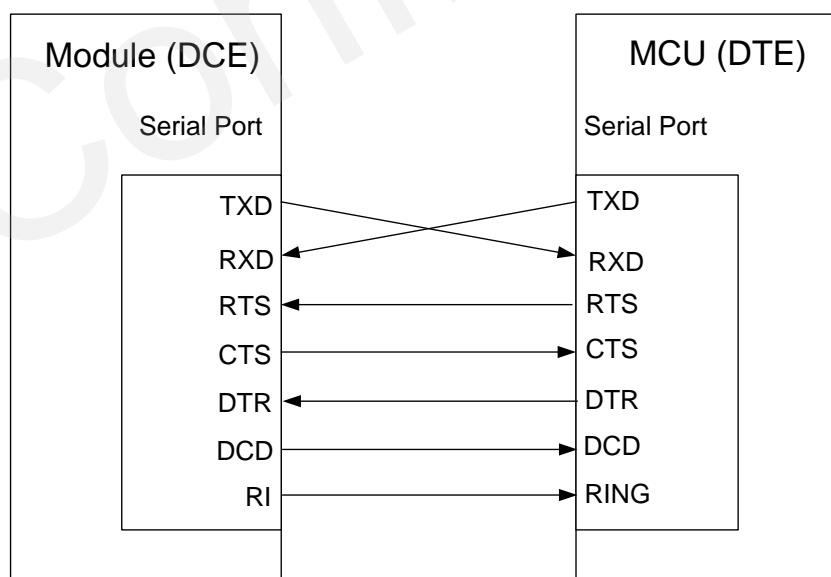 Module (DCE)
MCU (DTE)
Serial Port
Serial Port
TXD
TXD
RXD
RXD
RTS
RTS
CTS
CTS
DTR
DTR
DCD
DCD
RI
RING